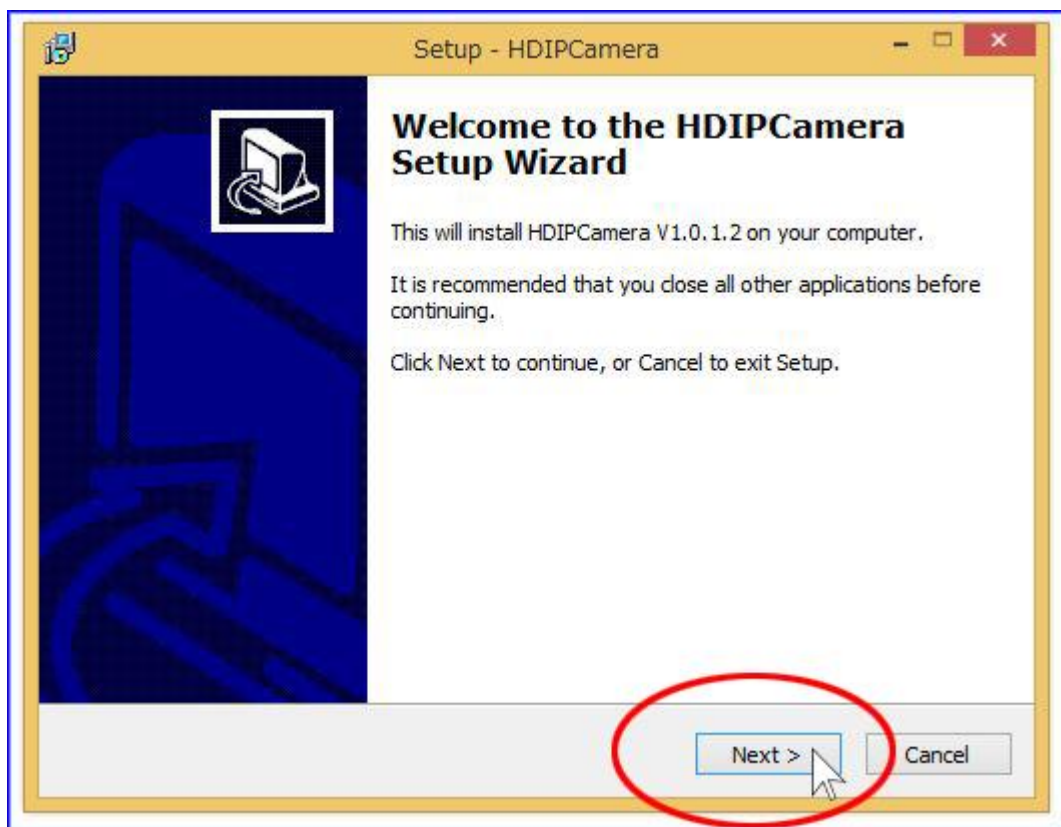 Setup - HDIPCamera
Welcome to the HDIPCamera
Setup Wizard
This will install HDIPCamera V1.0.1.2 on your computer.
It is recommended that you close all other applications before
continuing.
Click Next to continue, or Cancel to exit Setup.
Next >
Cancel